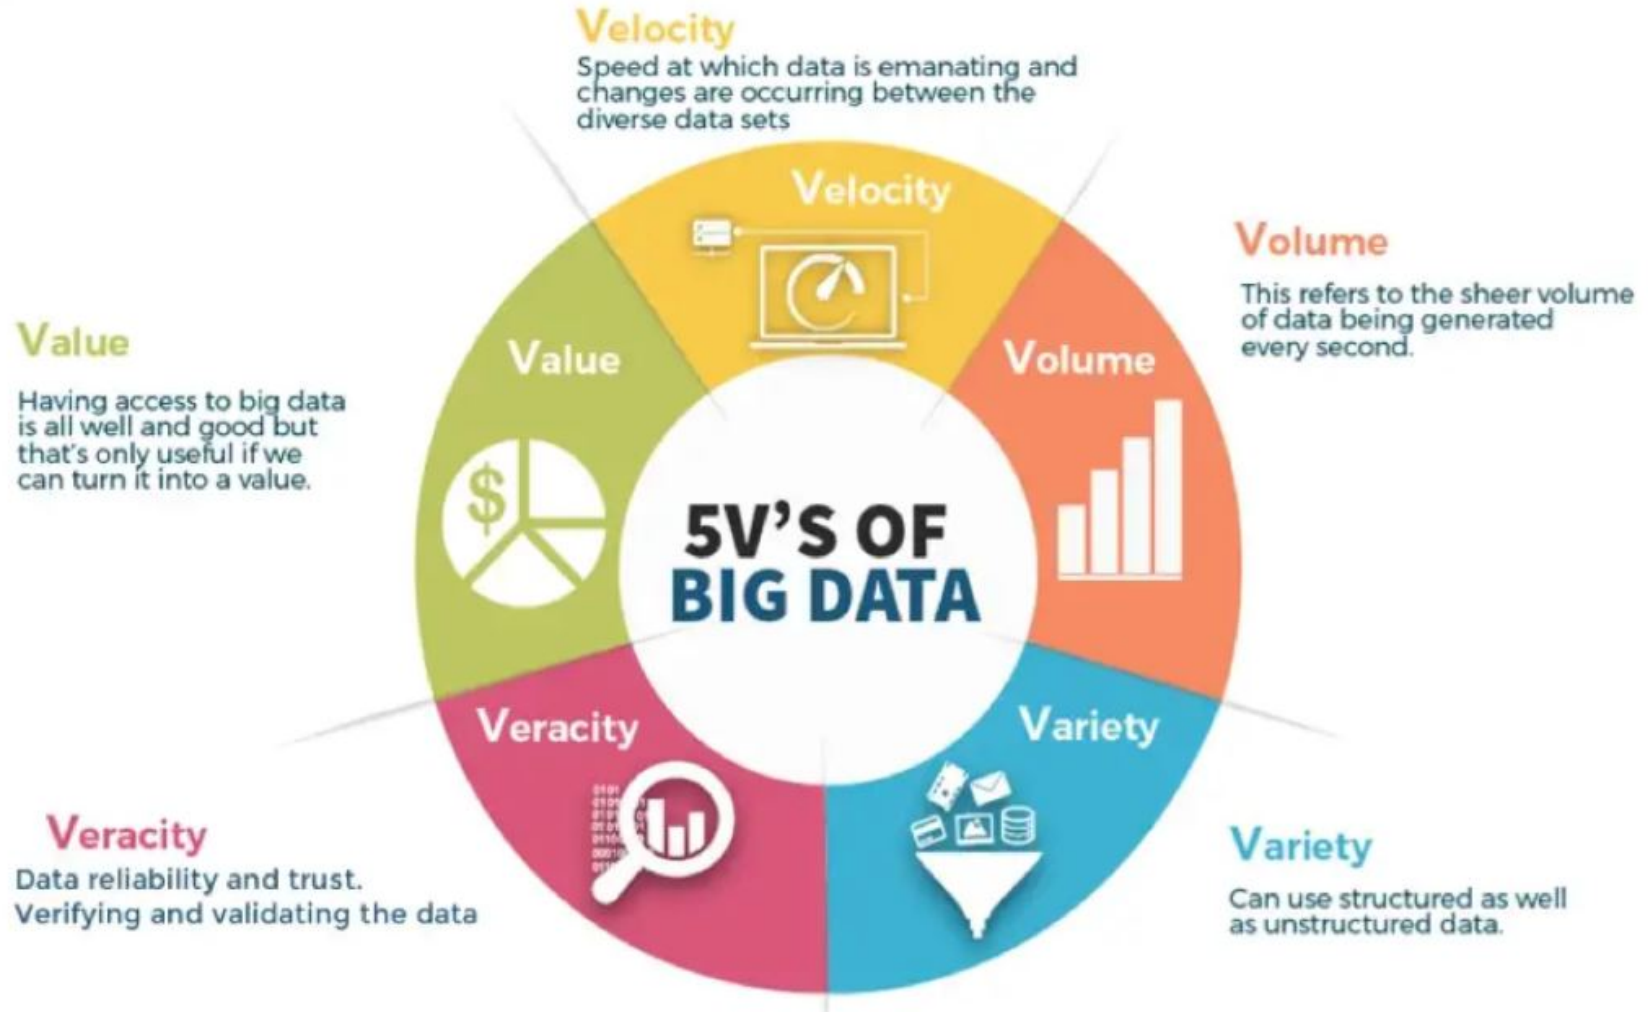 Velocity
Speed at which data is emanating and
changes are occurring between the
diverse data sets
Velocity
Volume
This refers to the sheer volume
of data being generated
every second.
Value
Having access to big data
is all well and good but
that's only useful if we
can turn it into a value.
Value
$
Volume
5V'S OF
BIG DATA
Veracity
Variety
Veracity
Data reliability and trust.
Verifying and validating the data
Variety
Can use structured as well
as unstructured data.